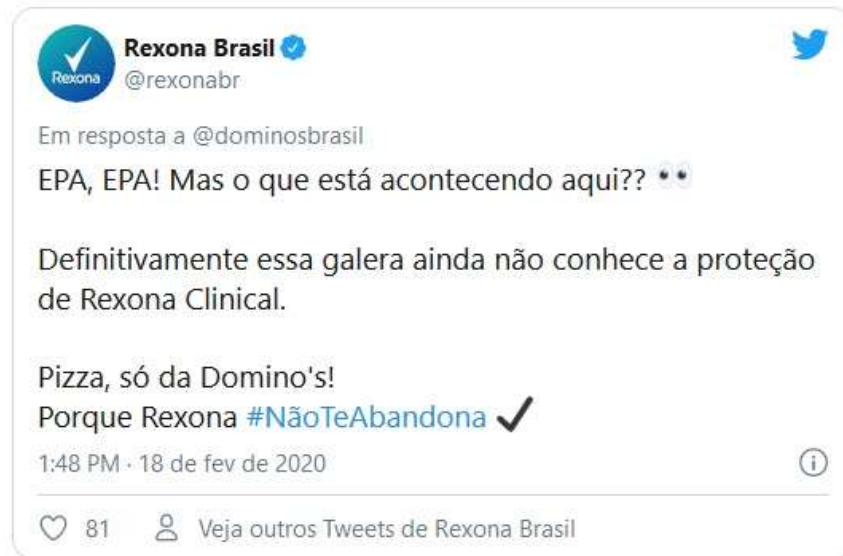 Rexona Brasil
Rexona
@rexonabr
Em resposta a @dominosbrasil
EPA, EPA! Mas o que está acontecendo aqui?? 👀
Definitivamente essa galera ainda não conhece a proteção
de Rexona Clinical.
Pizza, só da Domino's!
Porque Rexona #NãoTeAbandona ✔
1:48 PM · 18 de fev de 2020
81 Veja outros Tweets de Rexona Brasil